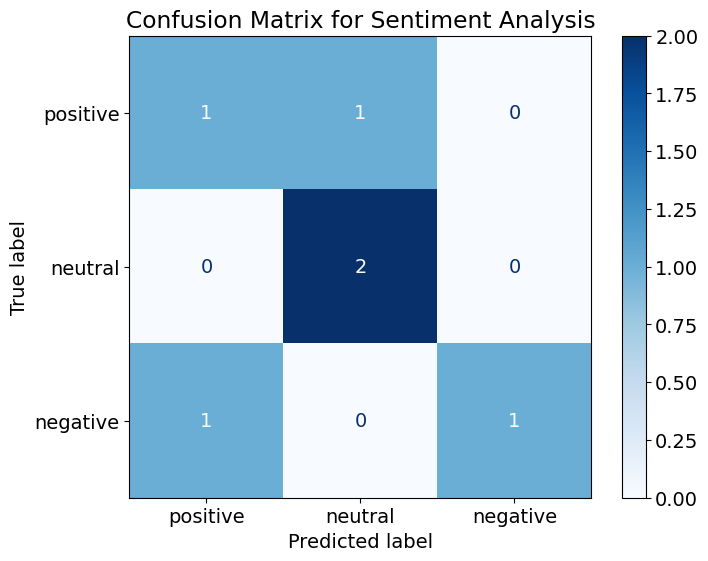 Confusion Matrix for Sentiment Analysis
True label
positive
1
1
0
neutral
0
2
0
negative
1
0
1
positive
neutral
negative
Predicted label
2.00
1.75
1.50
1.25
1.00
0.75
0.50
0.25
0.00